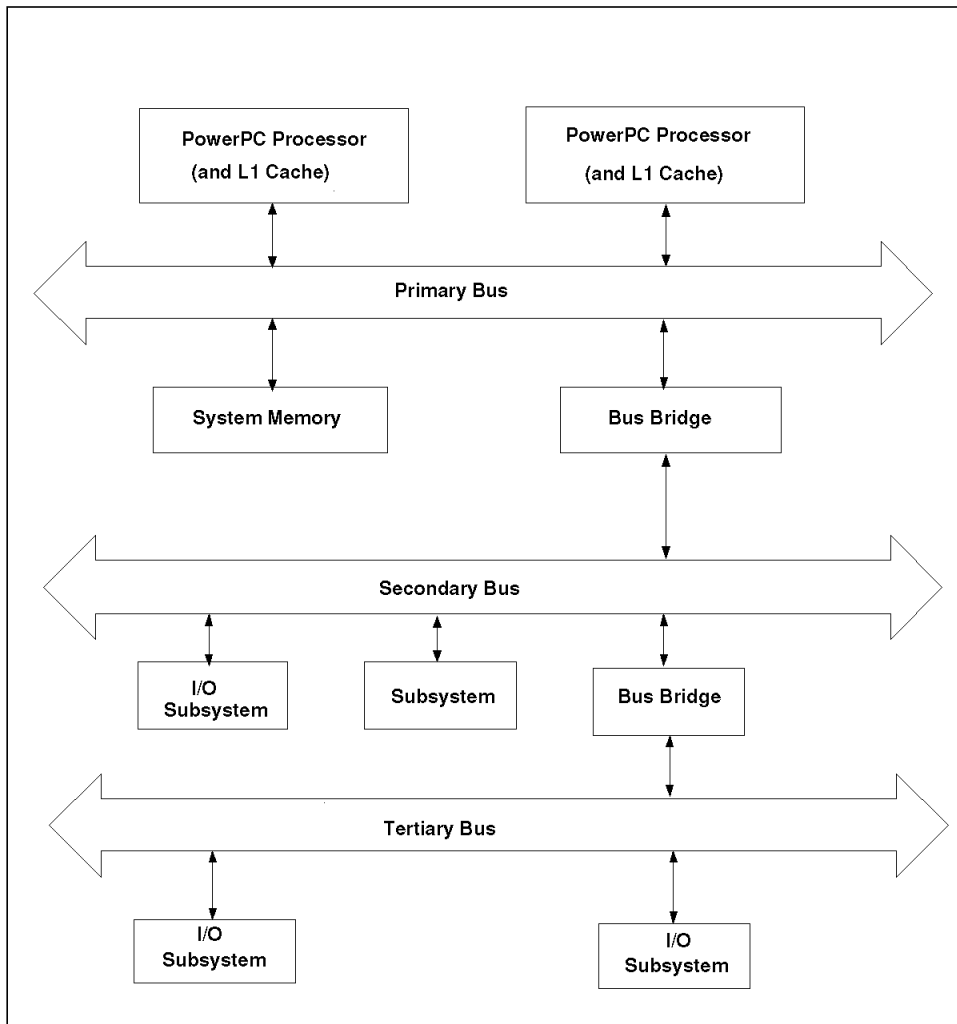 PowerPC Processor
(and L1 Cache)
PowerPC Processor
(and L1 Cache)
Primary Bus
System Memory
Bus Bridge
Secondary Bus
I/O
Subsystem
Subsystem
Bus Bridge
Tertiary Bus
I/O
Subsystem
I/O
Subsystem